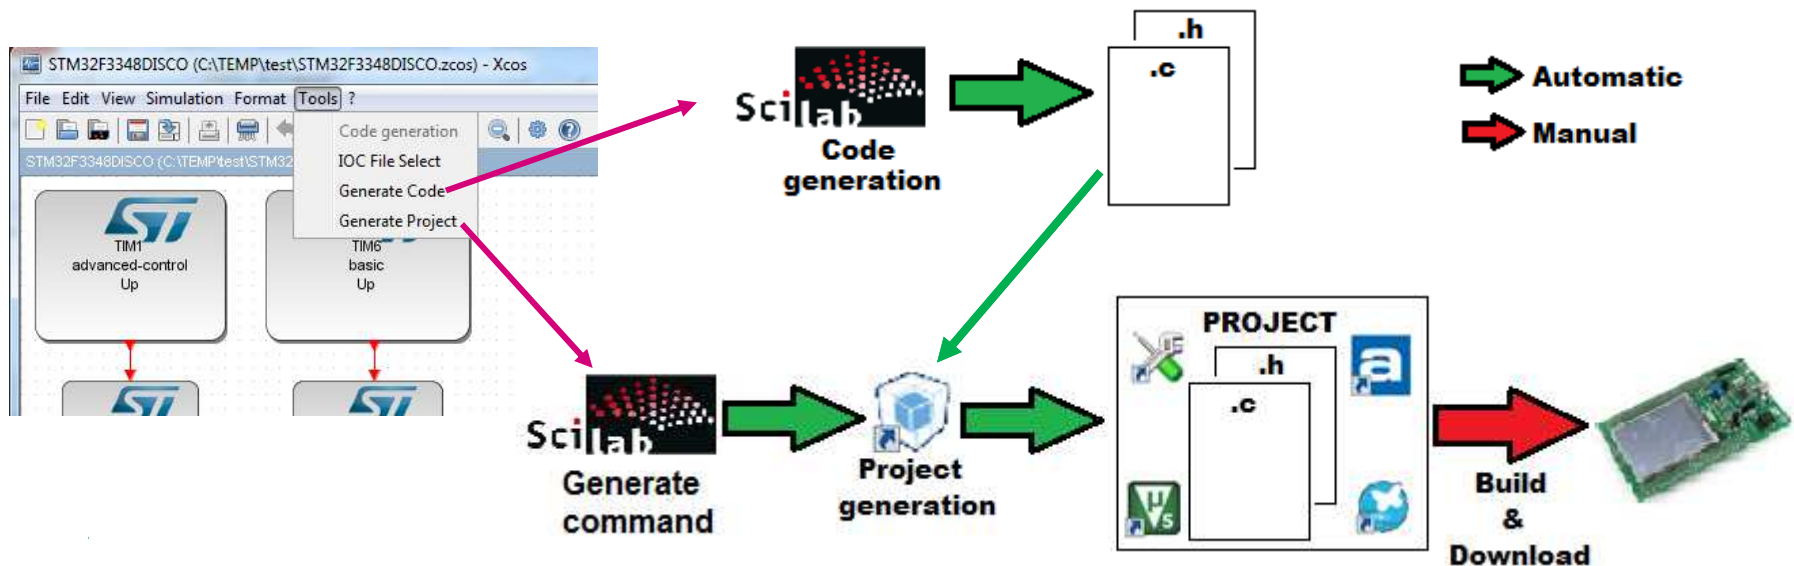 STM32F3348DISCO (C:\TEMP\test\STM32F3348DISCO.zcos) - Xcos
File Edit View Simulation Format Tools ?
Code generation
IOC File Select
Generate Code
Generate Project
STM32F3348DISCO (C:\TEMP\test\STM32
TIM1
advanced-control
Up
TIM6
basic
Up
Scilab
Code
generation
.h
.c
Automatic
Manual
Scilab
Generate
command
Project
generation
PROJECT
.h
.c
a
µVs
Build
&
Download